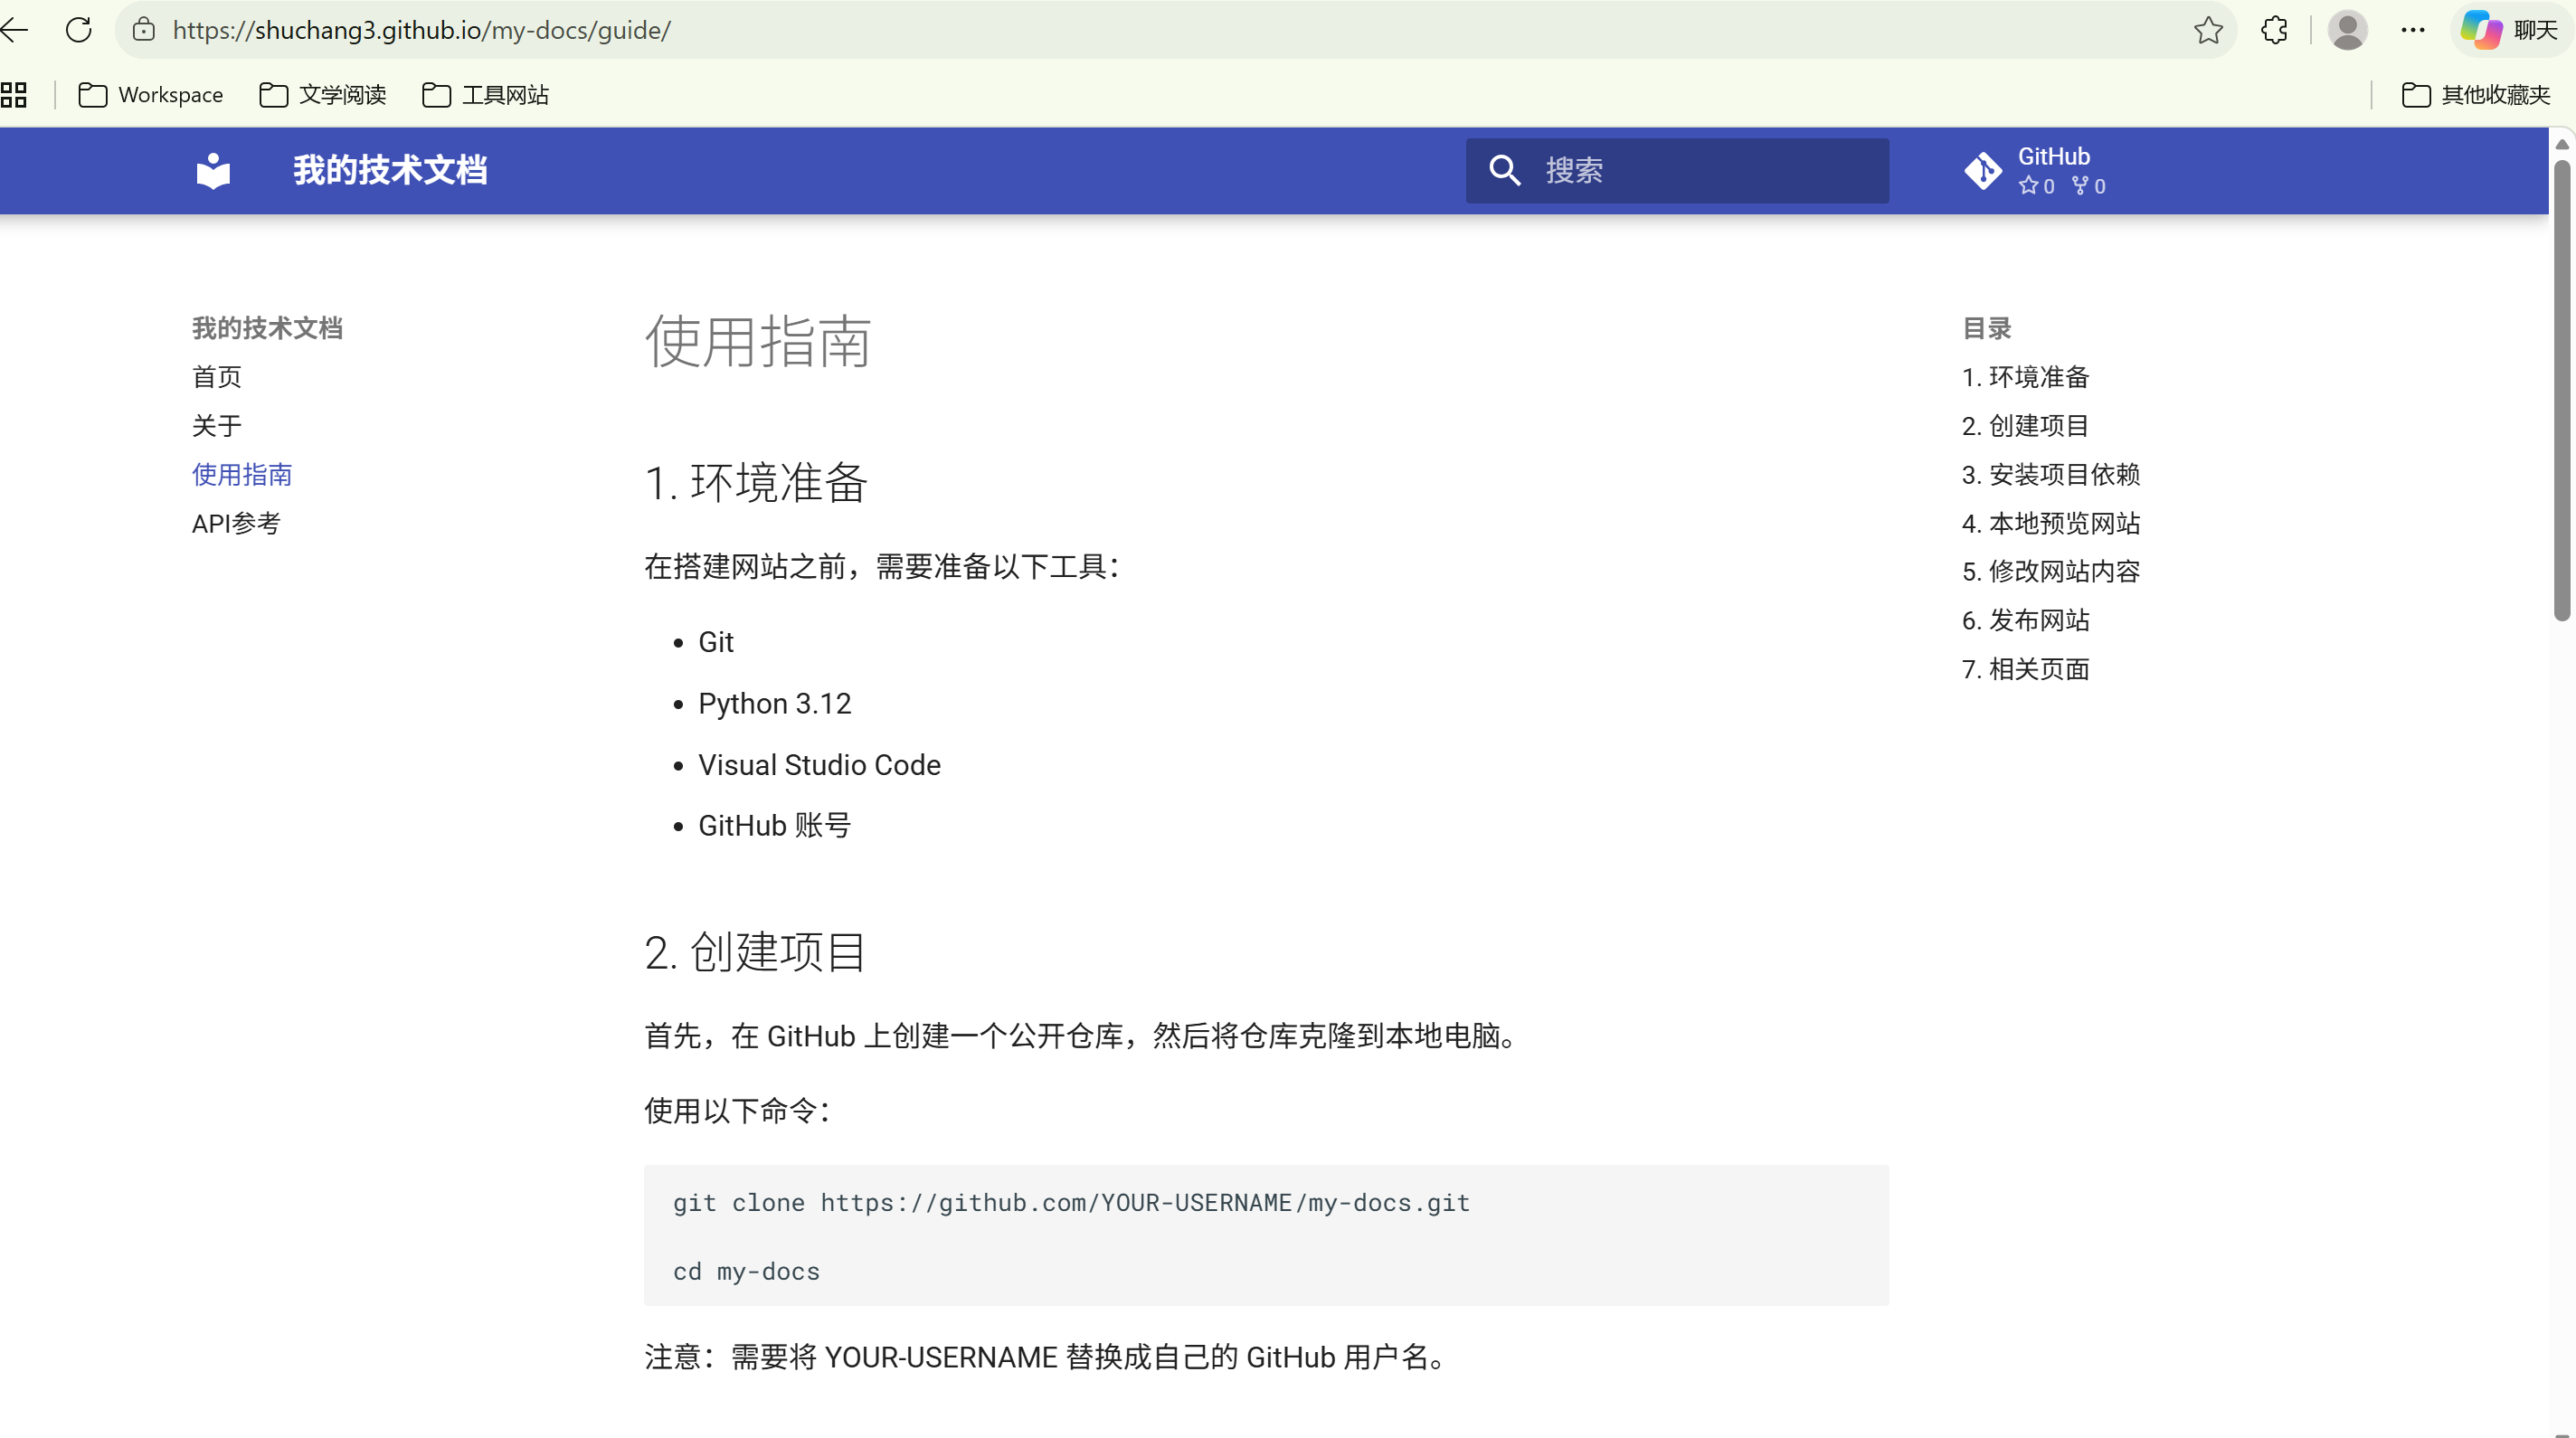 https://shuchang3.github.io/my-docs/guide/
聊天
Workspace
文学阅读
工具网站
其他收藏夹
我的技术文档
搜索
GitHub
0 0
我的技术文档
首页
关于
使用指南
API参考
使用指南
1. 环境准备
在搭建网站之前，需要准备以下工具：
Git
Python 3.12
Visual Studio Code
GitHub 账号
2. 创建项目
首先，在 GitHub 上创建一个公开仓库，然后将仓库克隆到本地电脑。
使用以下命令：
git clone https://github.com/YOUR-USERNAME/my-docs.git
cd my-docs
注意：需要将 YOUR-USERNAME 替换成自己的 GitHub 用户名。
目录
1. 环境准备
2. 创建项目
3. 安装项目依赖
4. 本地预览网站
5. 修改网站内容
6. 发布网站
7. 相关页面